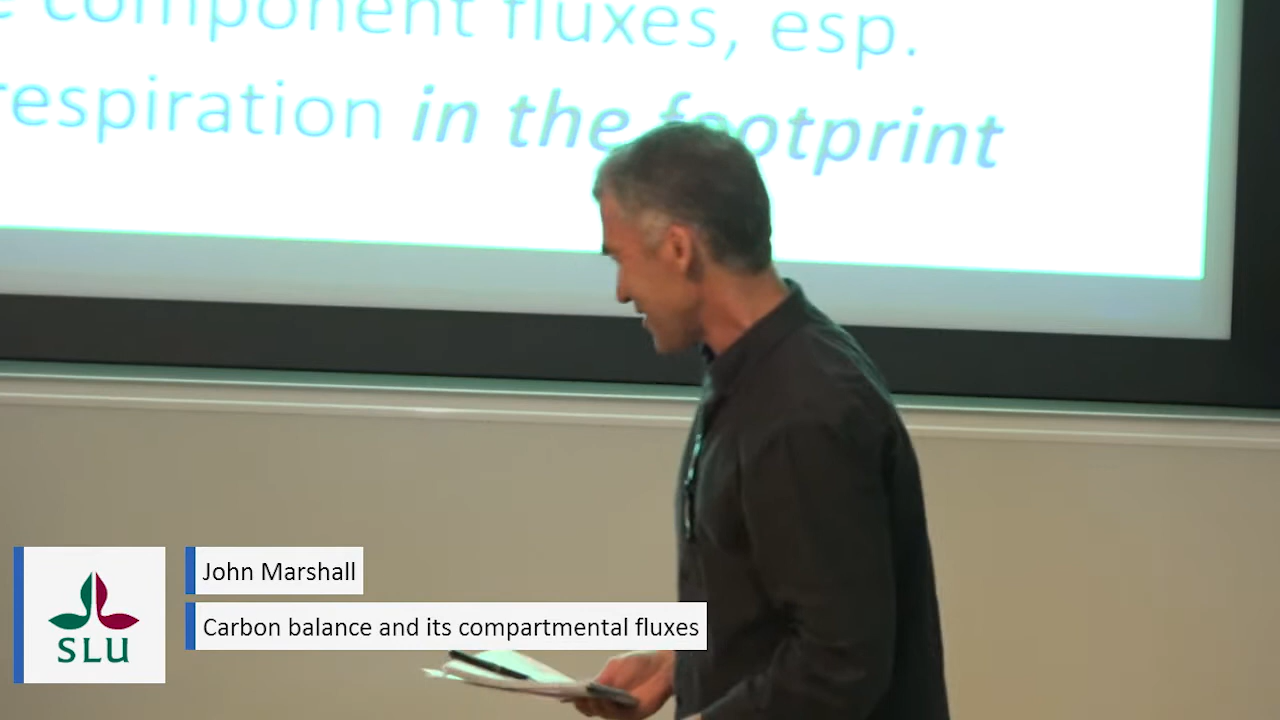 component fluxes, esp.
respiration in the footprint
John Marshall
Carbon balance and its compartmental fluxes
SLU